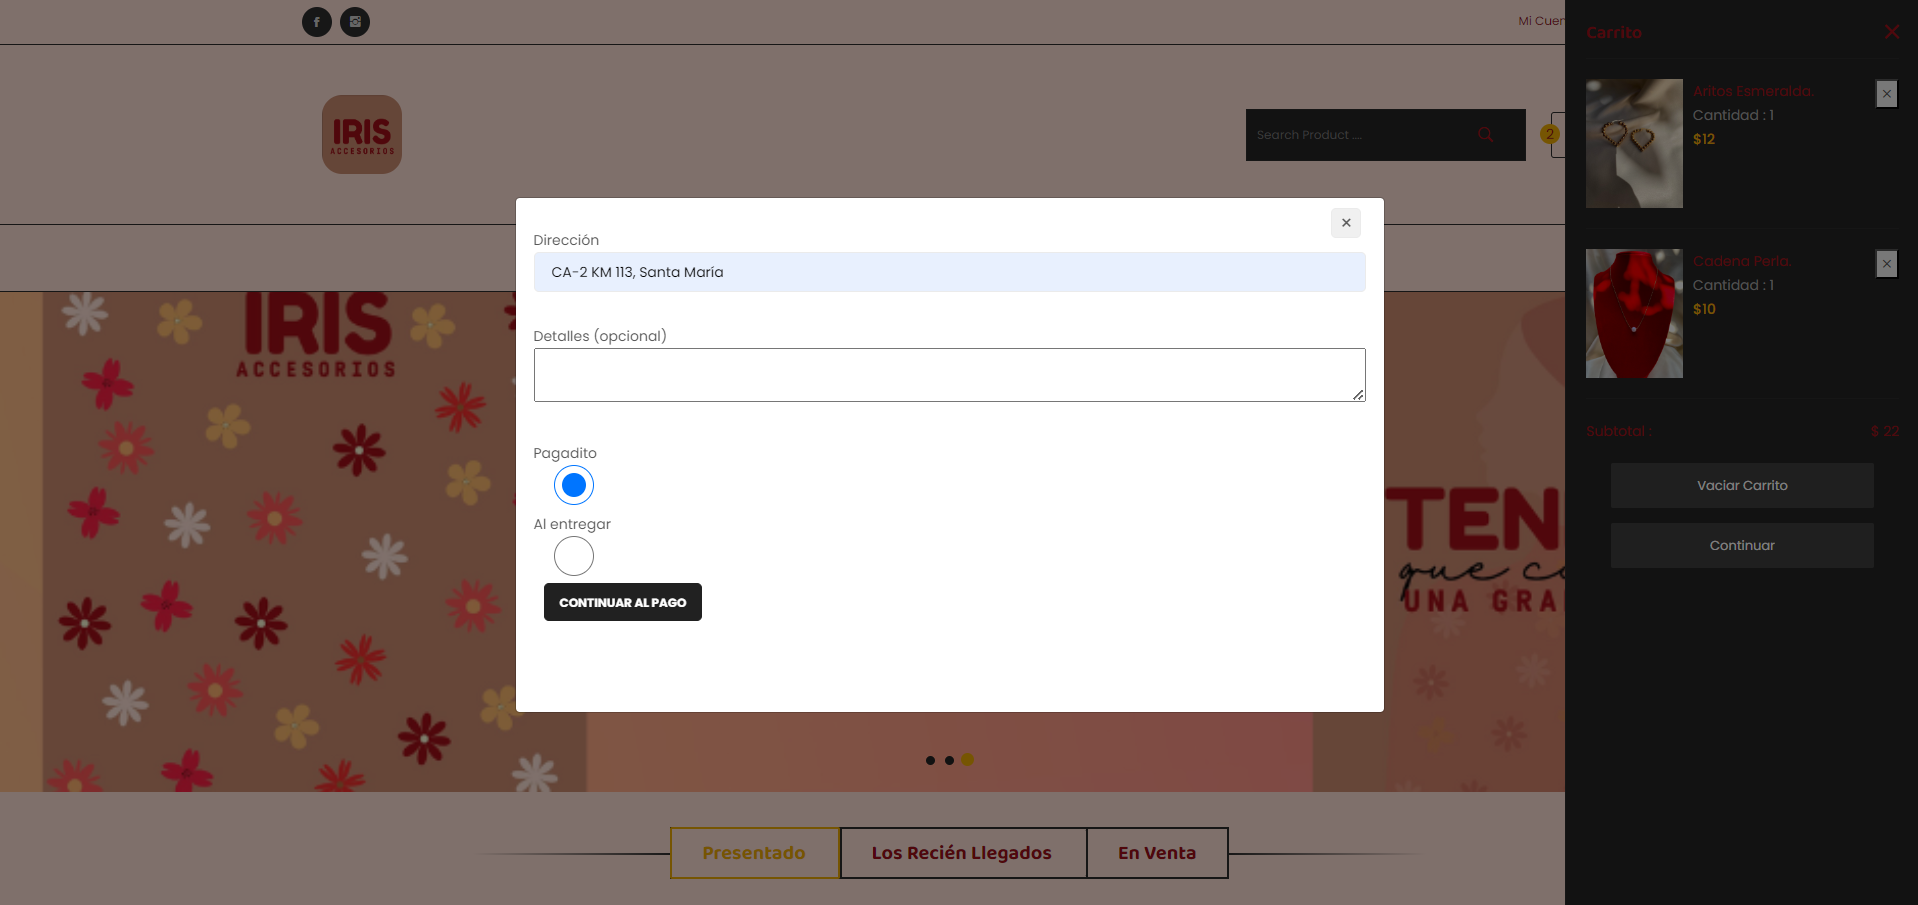 Mi Cuen
IRIS
ACCESORIOS
Search Product ....
2
Carrito
Aritos Esmeralda.
Cantidad : 1
$12
Cadena Perla.
Cantidad : 1
$10
Subtotal :
$ 22
Vaciar Carrito
Continuar
Dirección
CA-2 KM 113, Santa María
Detalles (opcional)
Pagadito
Al entregar
CONTINUAR AL PAGO
IRIS
ACCESORIOS
TEN
que
UNA GRA
Presentado
Los Recién Llegados
En Venta